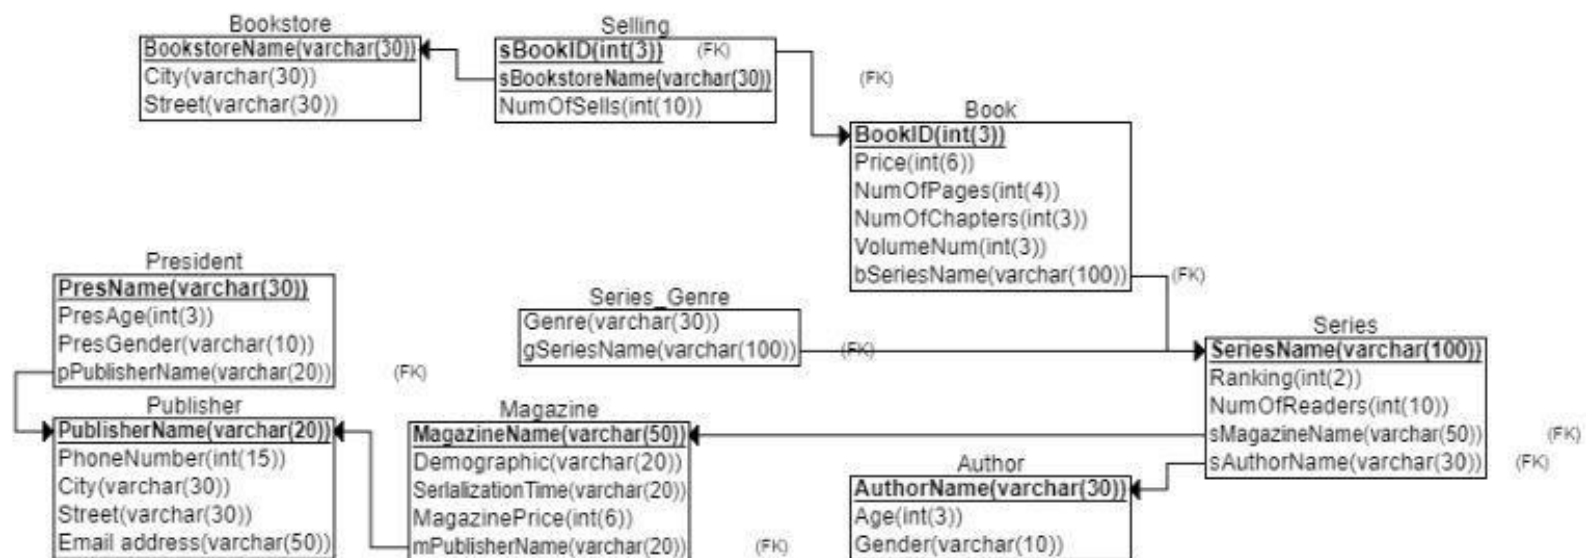 Bookstore
BookstoreName(varchar(30))
City(varchar(30))
Street(varchar(30))
Selling
sBookID(int(3)) (FK)
sBookstoreName(varchar(30)) (FK)
NumOfSells(int(10))
Book
BookID(int(3))
Price(int(6))
NumOfPages(int(4))
NumOfChapters(int(3))
VolumeNum(int(3))
bSeriesName(varchar(100)) (FK)
President
PresName(varchar(30))
PresAge(int(3))
PresGender(varchar(10))
pPublisherName(varchar(20)) (FK)
Series_Genre
Genre(varchar(30))
gSeriesName(varchar(100)) (FK)
Series
SeriesName(varchar(100))
Ranking(int(2))
NumOfReaders(int(10))
sMagazineName(varchar(50)) (FK)
sAuthorName(varchar(30)) (FK)
Publisher
PublisherName(varchar(20))
PhoneNumber(int(15))
City(varchar(30))
Street(varchar(30))
Email address(varchar(50))
Magazine
MagazineName(varchar(50))
Demographic(varchar(20))
SerlalizationTime(varchar(20))
MagazinePrice(int(6))
mPublisherName(varchar(20)) (FK)
Author
AuthorName(varchar(30))
Age(int(3))
Gender(varchar(10))